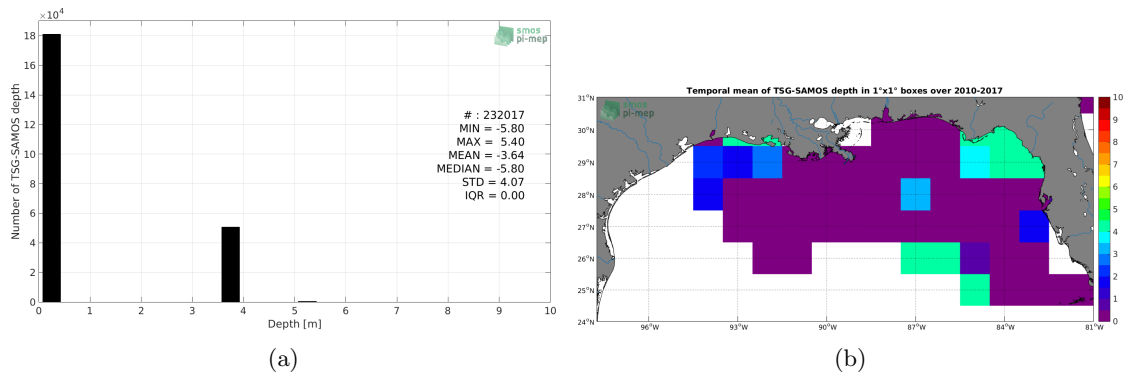 ×10⁴
18
16
14
12
10
8
6
4
2
0
Number of TSG-SAMOS depth
smos
pi-mep
# : 232017
MIN = -5.80
MAX = 5.40
MEAN = -3.64
MEDIAN = -5.80
STD = 4.07
IQR = 0.00
0 1 2 3 4 5 6 7 8 9 10
Depth [m]
(a)
Temporal mean of TSG-SAMOS depth in 1°x1° boxes over 2010-2017
smos
pi-mep
31°N
30°N
29°N
28°N
27°N
26°N
25°N
24°N
96°W 93°W 90°W 87°W 84°W 81°W
10
9
8
7
6
5
4
3
2
1
0
(b)